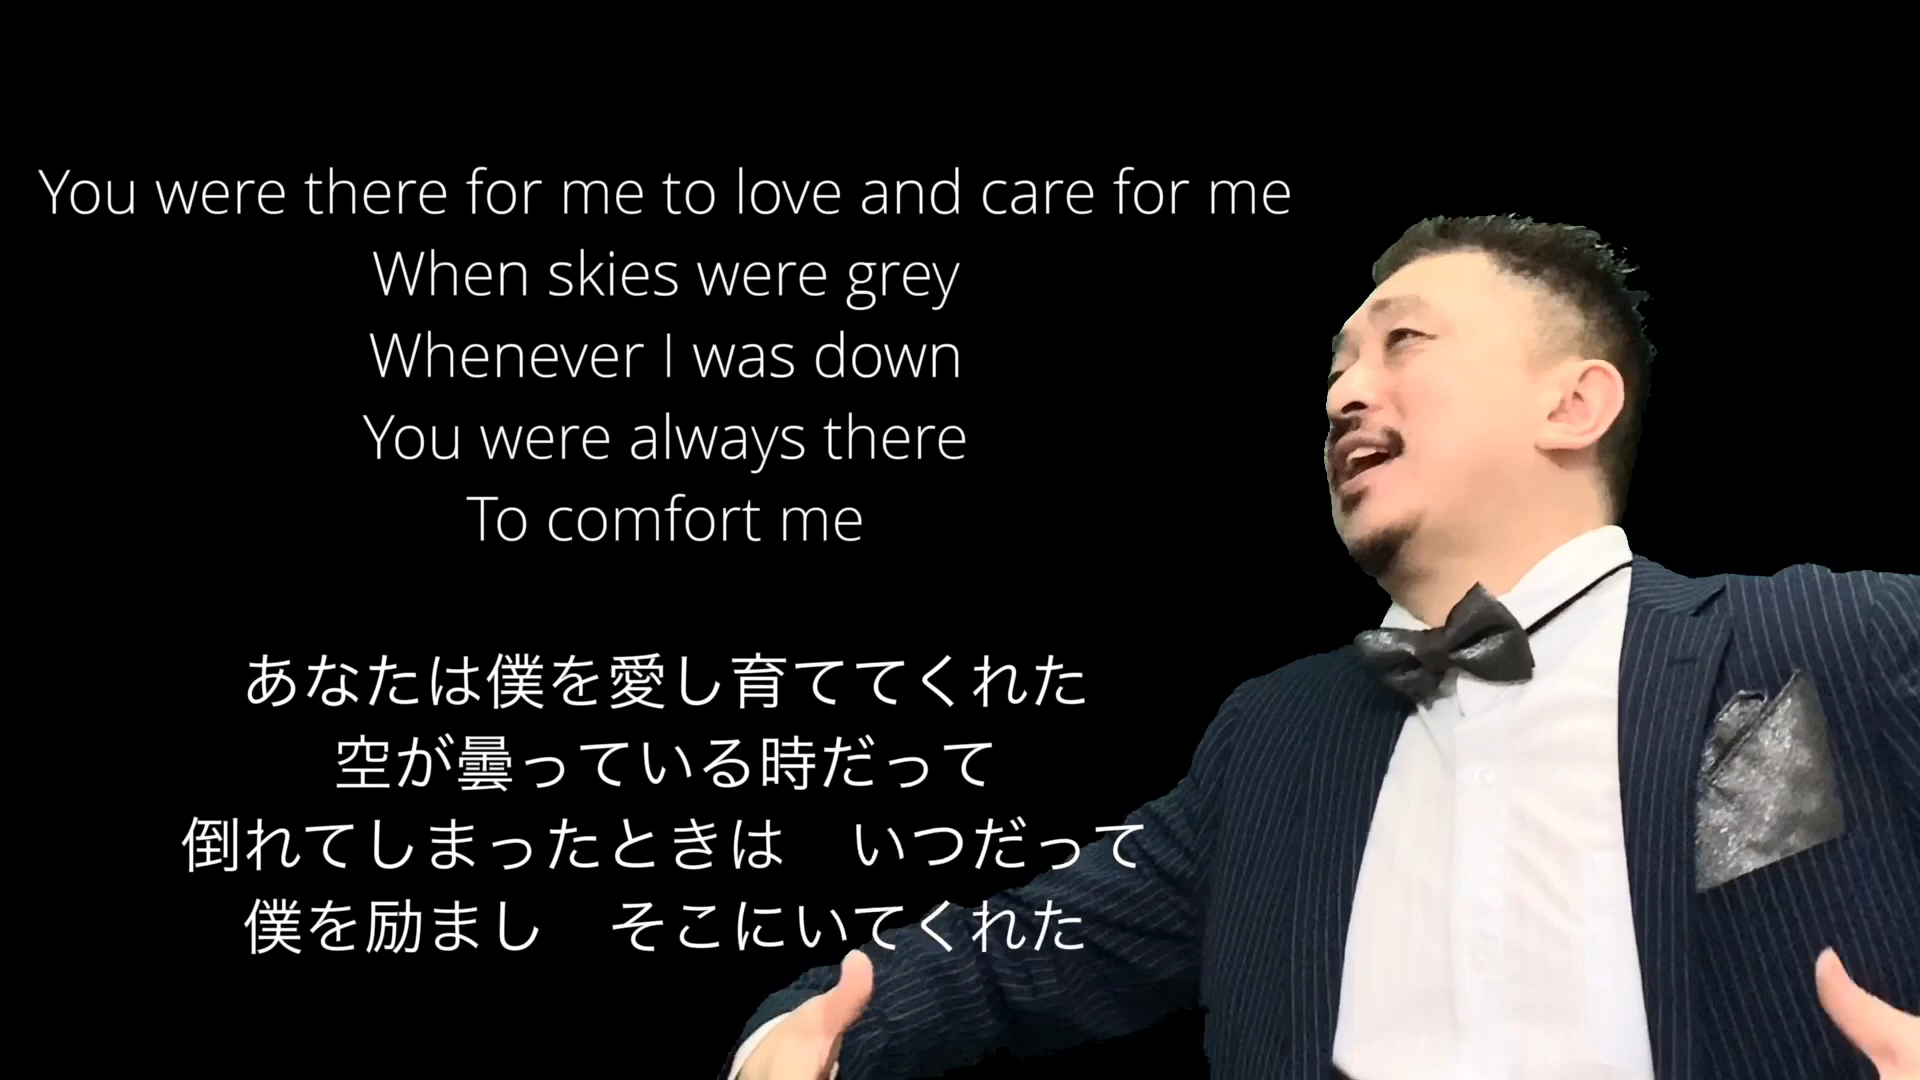 You were there for me to love and care for me
When skies were grey
Whenever I was down
You were always there
To comfort me
あなたは僕を愛し育ててくれた
空が曇っている時だって
倒れてしまったときは　いつだって
僕を励まし　そこにいてくれた